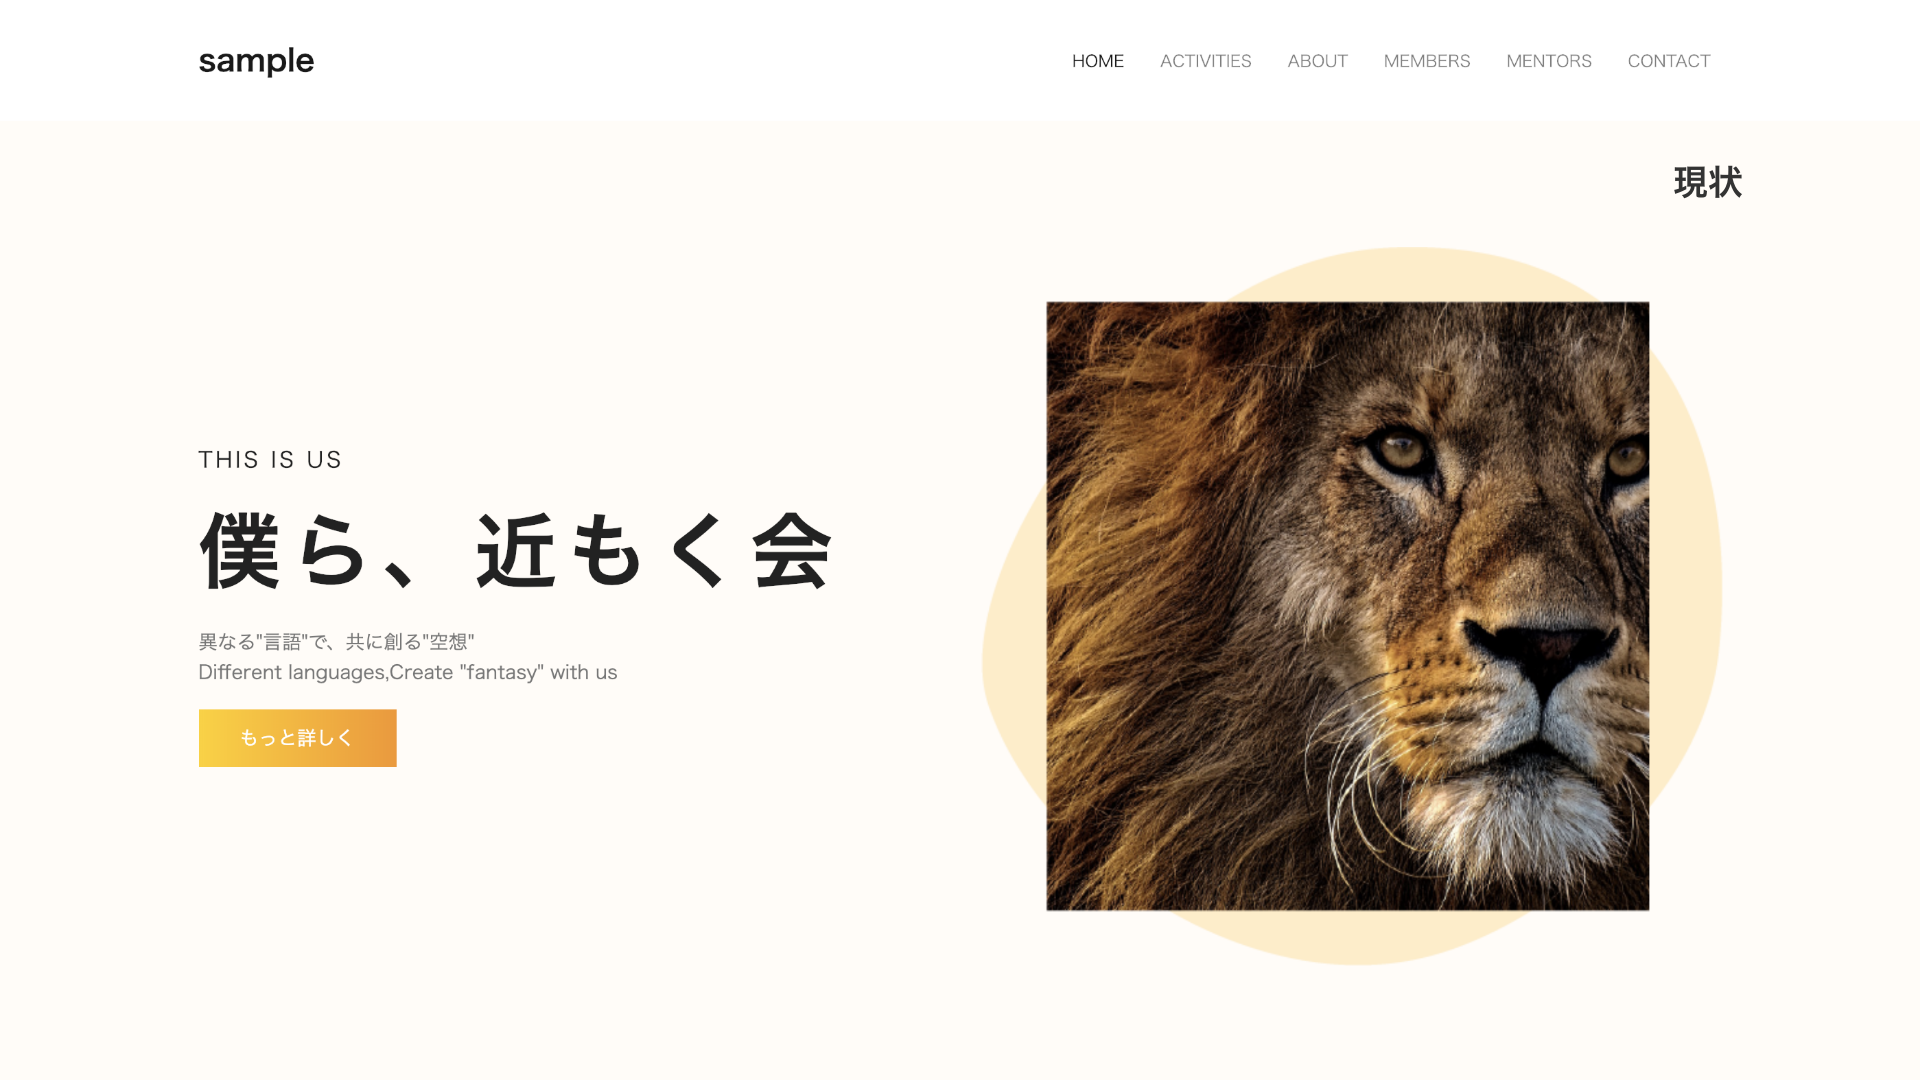 sample
HOME ACTIVITIES ABOUT MEMBERS MENTORS CONTACT
現状
THIS IS US
僕ら、近もく会
異なる"言語"で、共に創る"空想"
Different languages,Create "fantasy" with us
もっと詳しく